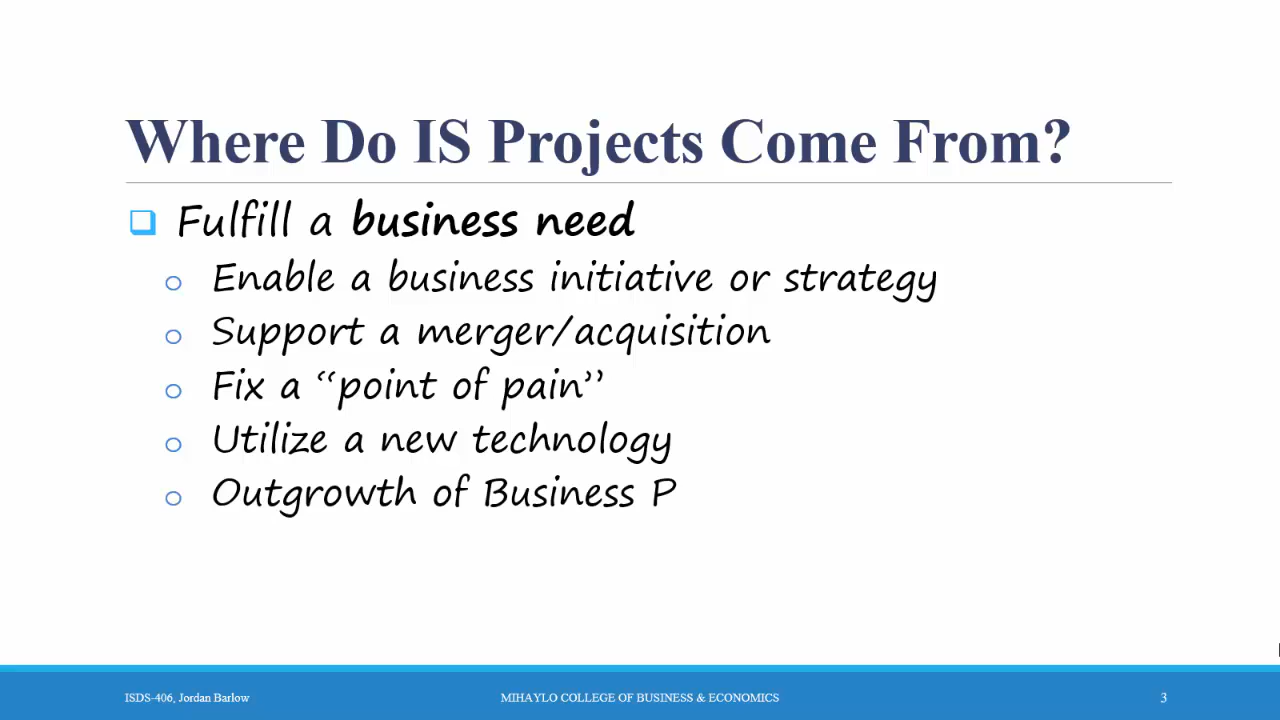 Where Do IS Projects Come From?
Fulfill a business need
Enable a business initiative or strategy
Support a merger/acquisition
Fix a “point of pain”
Utilize a new technology
Outgrowth of Business P
ISDS-406, Jordan Barlow
MIHAYLO COLLEGE OF BUSINESS & ECONOMICS
3